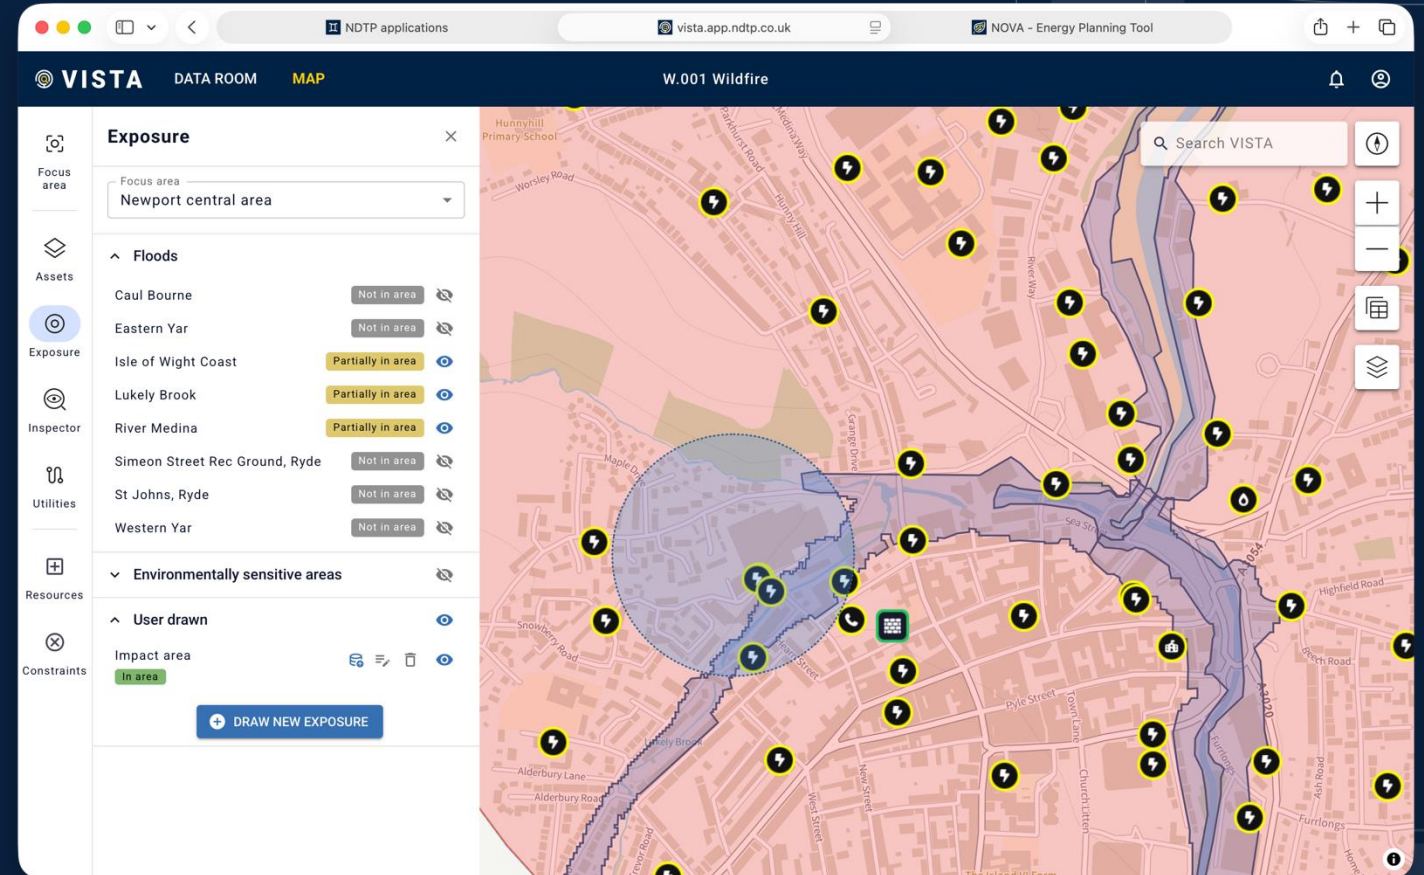 NDTP applications
vista.app.ndtp.co.uk
NOVA - Energy Planning Tool
VISTA
DATA ROOM
MAP
W.001 Wildfire
Focus
area
Assets
Exposure
Inspector
Utilities
Resources
Constraints
Exposure
Focus area
Newport central area
Floods
Caul Bourne Not in area
Eastern Yar Not in area
Isle of Wight Coast Partially in area
Lukely Brook Partially in area
River Medina Partially in area
Simeon Street Rec Ground, Ryde Not in area
St Johns, Ryde Not in area
Western Yar Not in area
Environmentally sensitive areas
User drawn
Impact area
In area
DRAW NEW EXPOSURE
Search VISTA
Hunnyhill
Primary School
Parkhurst Road
Medina Way
Worsley Road
Hunny Hill
River Way
Grange Drive
Maple D
Sea Street
A3054
Highfield Road
Snowberry Road
Beech Road
Pyle Street
Town Lane
A3020
Lukely Brook
Furrlongs
Alderbury Lane
Alderbury Road
New Street
West Street
Church Litten
Ash Road
Furrlongs
Trevor Road